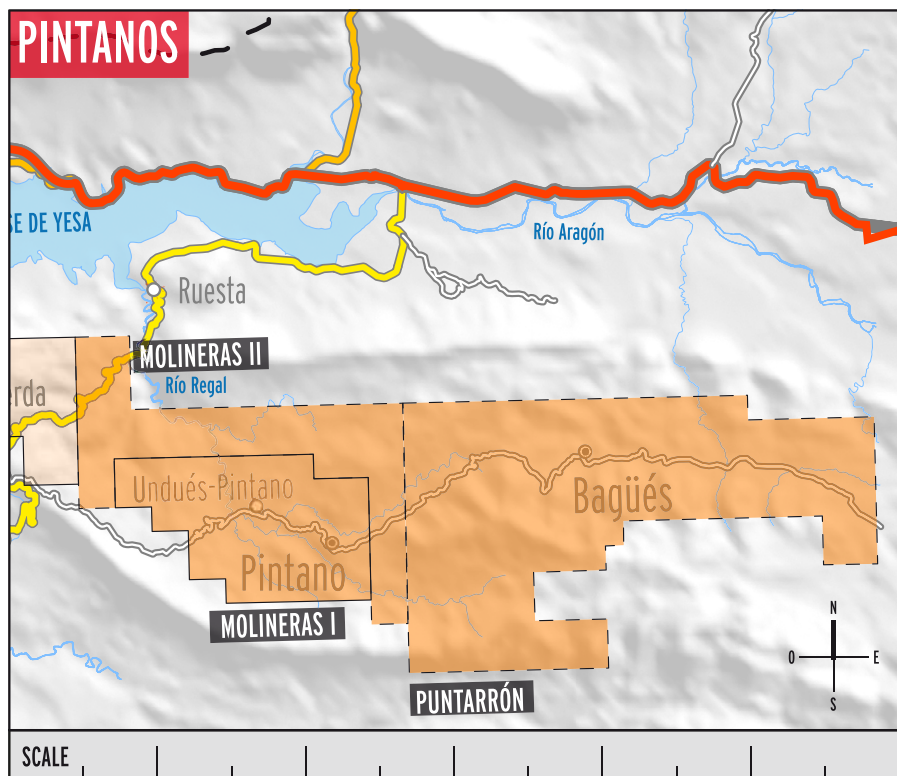 PINTANOS
SE DE YESA
Río Aragón
Ruesta
MOLINERAS II
Río Regal
erda
Undués-Pintano
Bagüés
Pintano
MOLINERAS I
PUNTARRÓN
N
O
E
S
SCALE